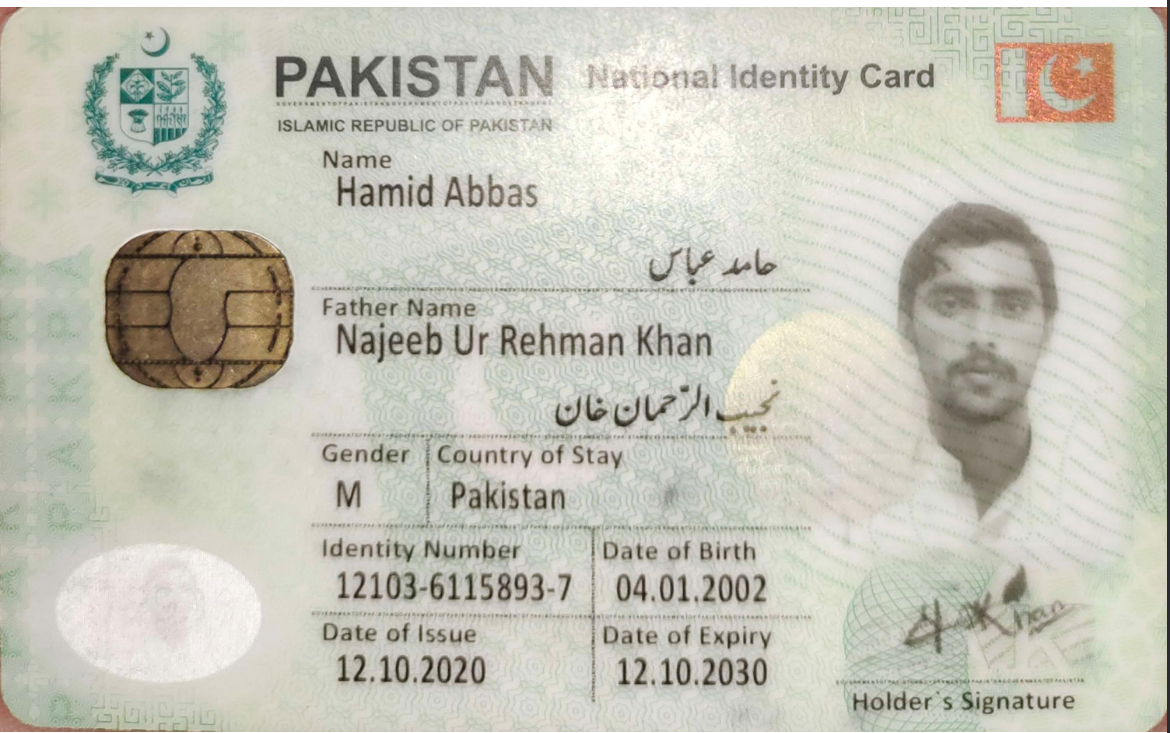 PAKISTAN National Identity Card
ISLAMIC REPUBLIC OF PAKISTAN
Name
Hamid Abbas
حامد عباس
Father Name
Najeeb Ur Rehman Khan
نجیب الرّحمان خان
Gender Country of Stay
M Pakistan
Identity Number Date of Birth
12103-6115893-7 04.01.2002
Date of Issue Date of Expiry
12.10.2020 12.10.2030
Khan
Holder`s Signature